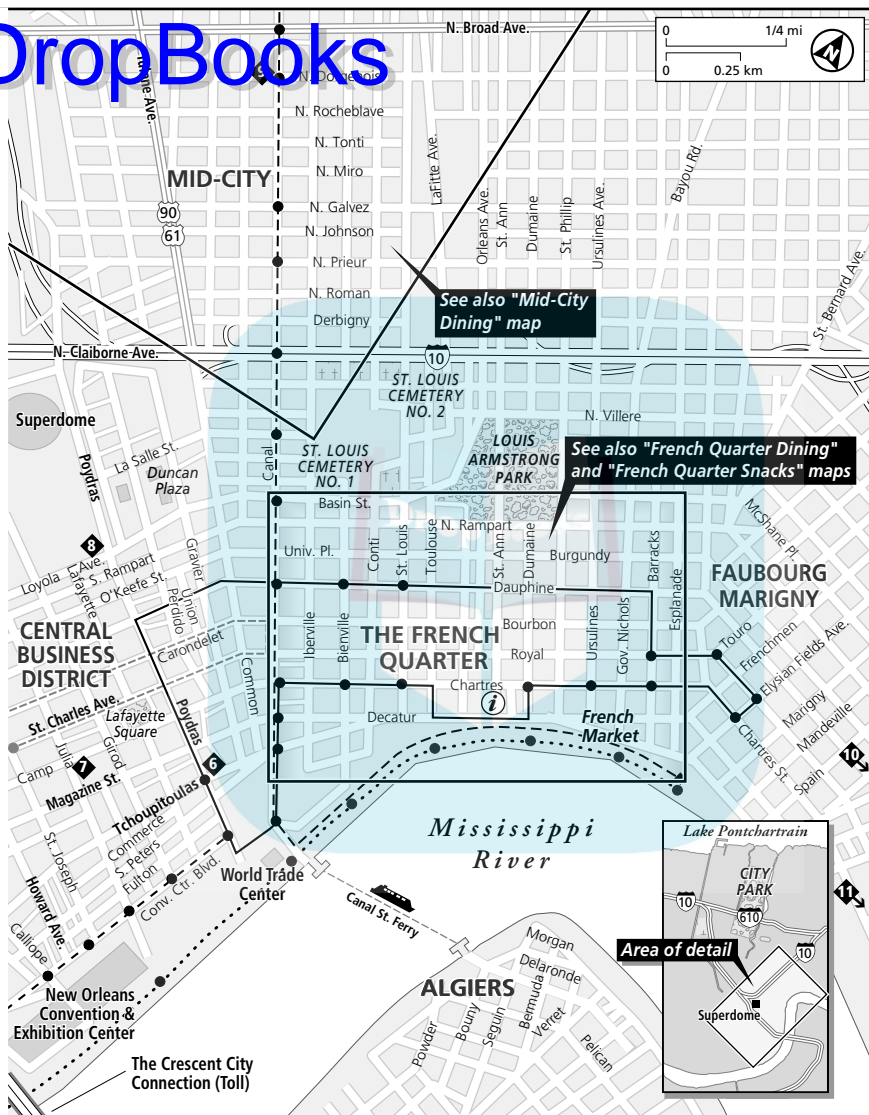 DropBooks
N. Broad Ave.
0 1/4 mi
0 0.25 km
N
Tulane Ave.
9
N. Dorgenois
N. Rocheblave
N. Tonti
N. Miro
N. Galvez
N. Johnson
N. Prieur
N. Roman
Derbigny
MID-CITY
90
61
LaFitte Ave.
Orleans Ave.
St. Ann
Dumaine
St. Phillip
Ursulines Ave.
Bayou Rd.
St. Bernard Ave.
See also "Mid-City
Dining" map
N. Claiborne Ave.
10
ST. LOUIS
CEMETERY
NO. 2
N. Villere
Superdome
Poydras
La Salle St.
Duncan
Plaza
Canal
ST. LOUIS
CEMETERY
NO. 1
LOUIS
ARMSTRONG
PARK
See also "French Quarter Dining"
and "French Quarter Snacks" maps
Basin St.
N. Rampart
Univ. Pl.
Conti
St. Louis
Toulouse
St. Ann
Dumaine
Burgundy
Barracks
Esplanade
McShane Pl.
8
Loyola Ave.
Lafayette
S. Rampart
O'Keefe St.
Gravier
Union
Perdido
Dauphine
FAUBOURG
MARIGNY
CENTRAL
BUSINESS
DISTRICT
Carondelet
Common
Iberville
Bienville
THE FRENCH
QUARTER
Bourbon
Royal
Ursulines
Gov. Nichols
Touro
Frenchmen
Elysian Fields Ave.
Marigny
Mandeville
Spain
Chartres St.
Chartres
Decatur
i
French
Market
St. Charles Ave.
Lafayette
Square
Poydras
Camp
Julia
Girod
7
Magazine St.
6
10
Tchoupitoulas
Commerce
S. Peters
Fulton
Conv. Ctr. Blvd.
St. Joseph
Howard Ave.
Calliope
World Trade
Center
Canal St. Ferry
Mississippi
River
New Orleans
Convention &
Exhibition Center
The Crescent City
Connection (Toll)
ALGIERS
Morgan
Delaronde
Bermuda
Verret
Powder
Bouny
Seguin
Pelican
Lake Pontchartrain
CITY
PARK
10
610
10
Area of detail
Superdome
11